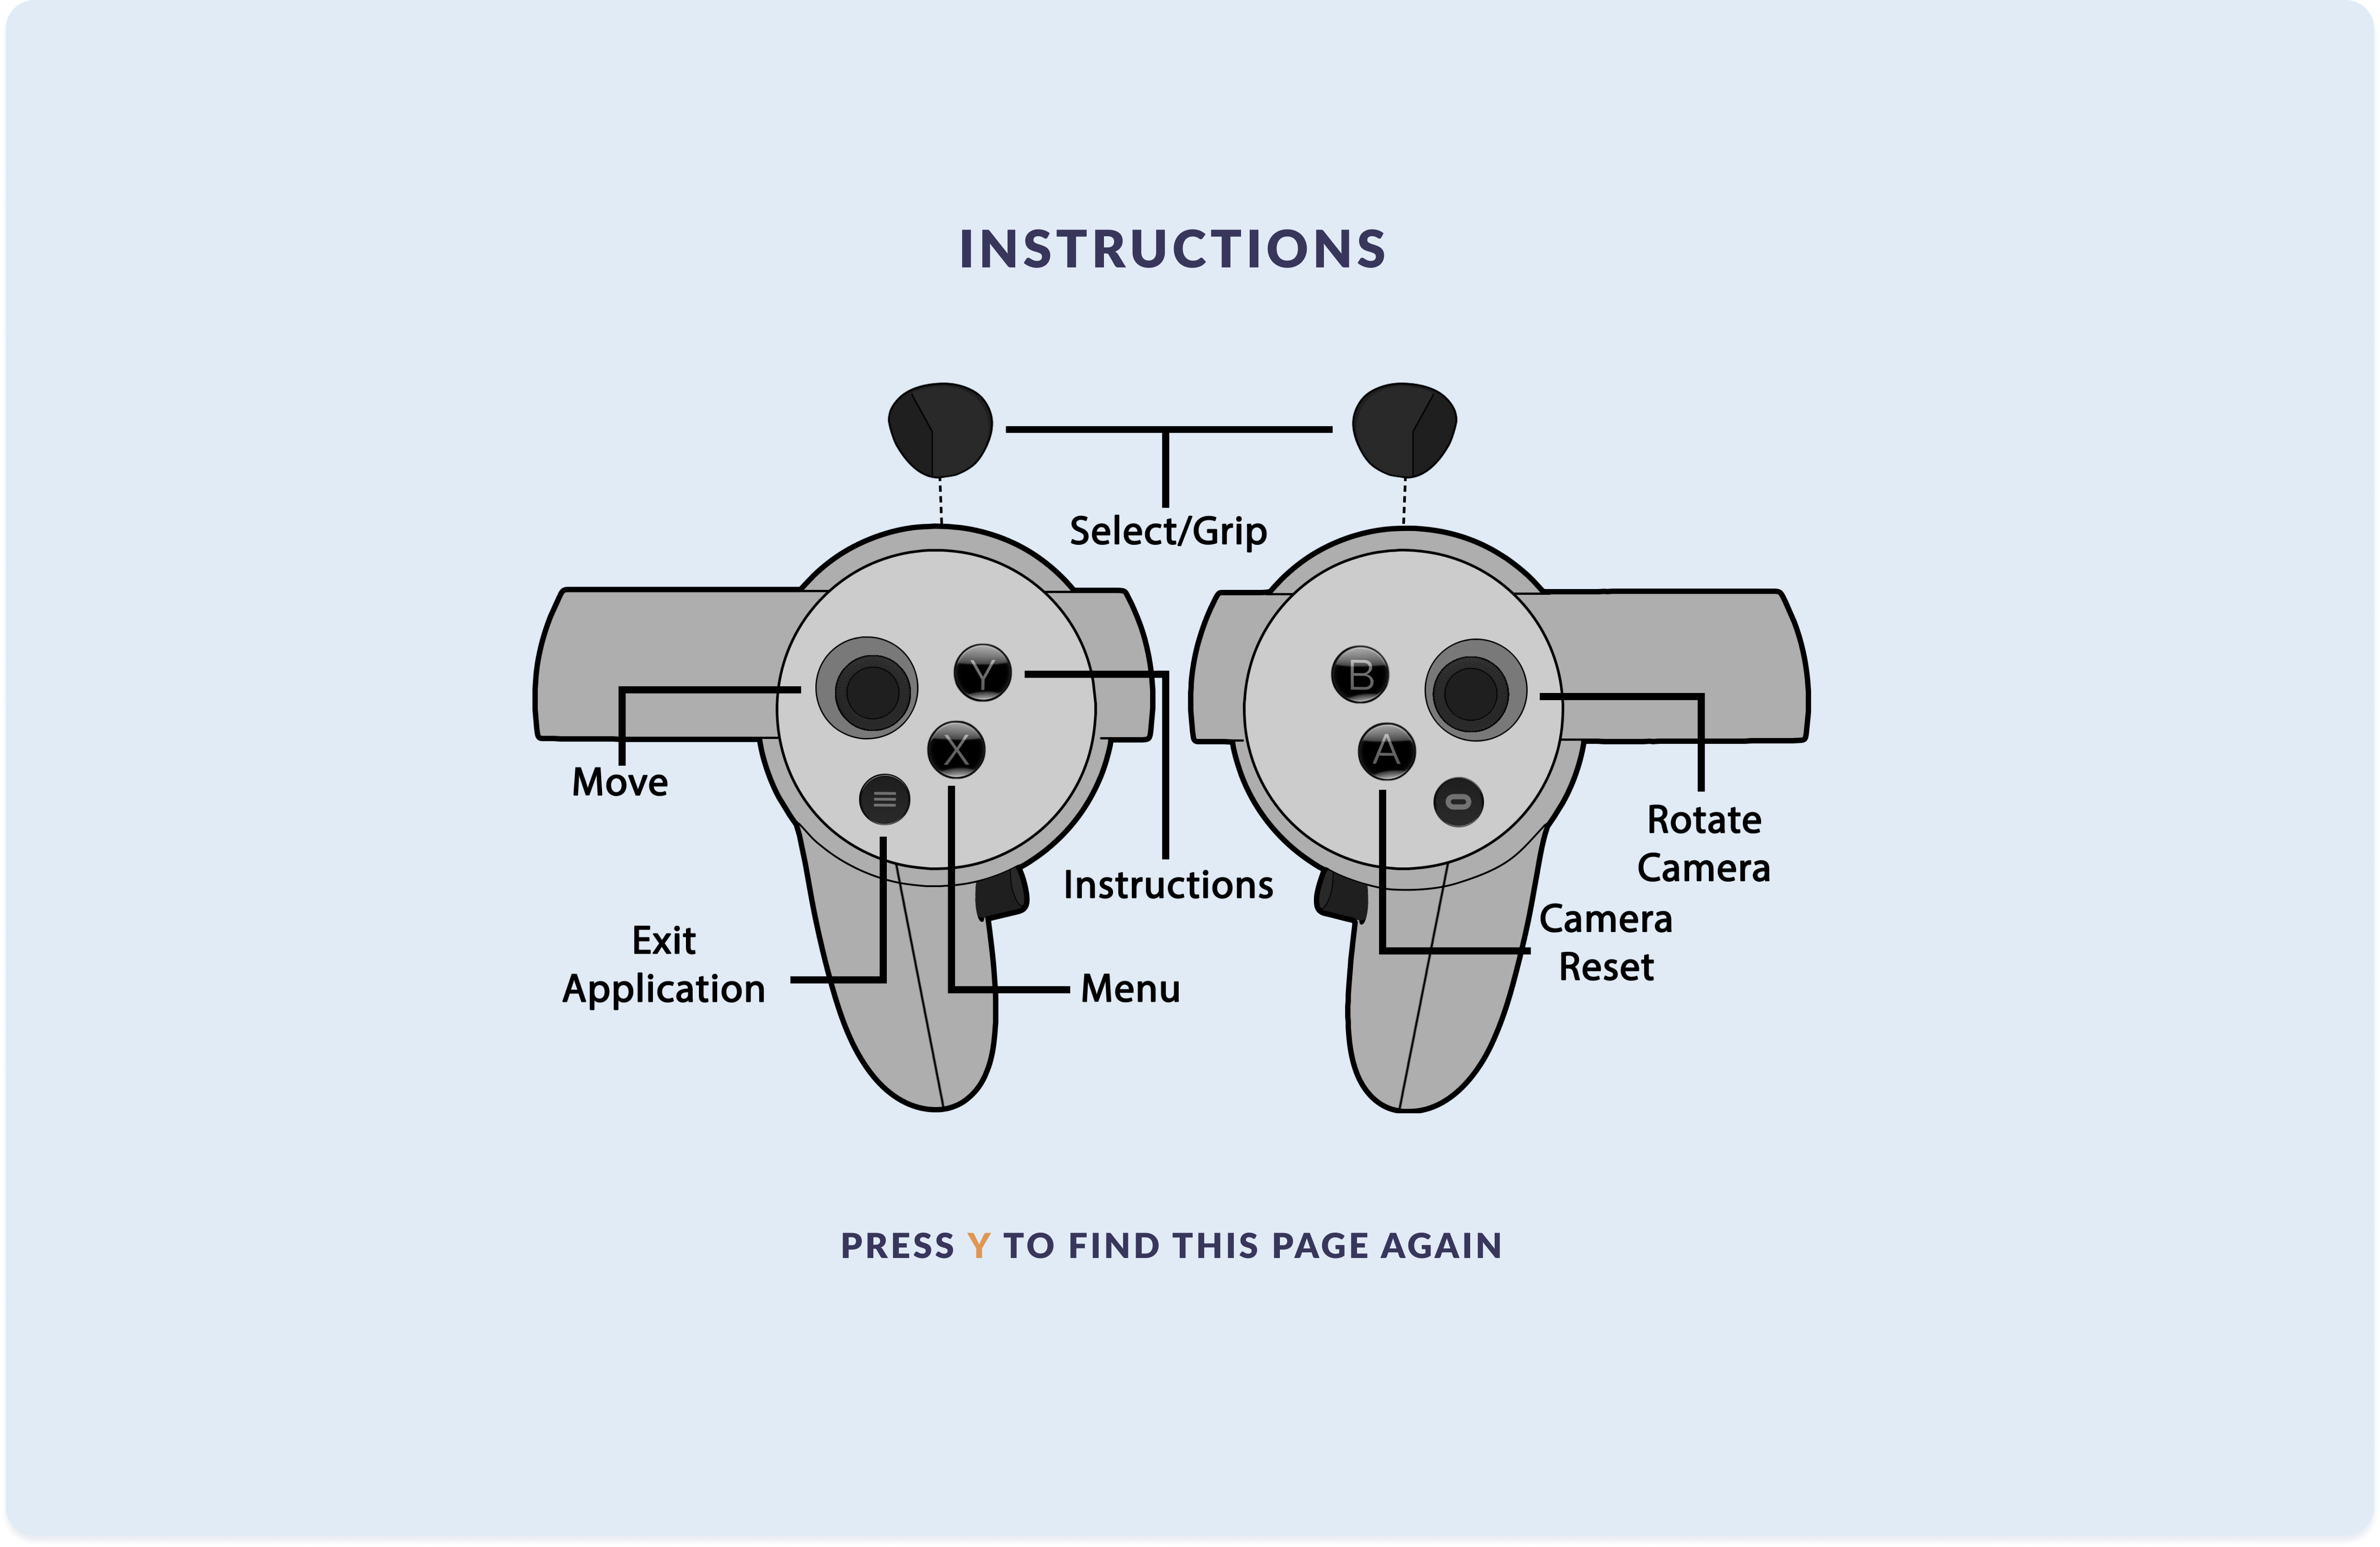 INSTRUCTIONS
Select/Grip
Y
B
X
A
Move
Rotate
Camera
Instructions
Camera
Reset
Exit
Application
Menu
PRESS Y TO FIND THIS PAGE AGAIN